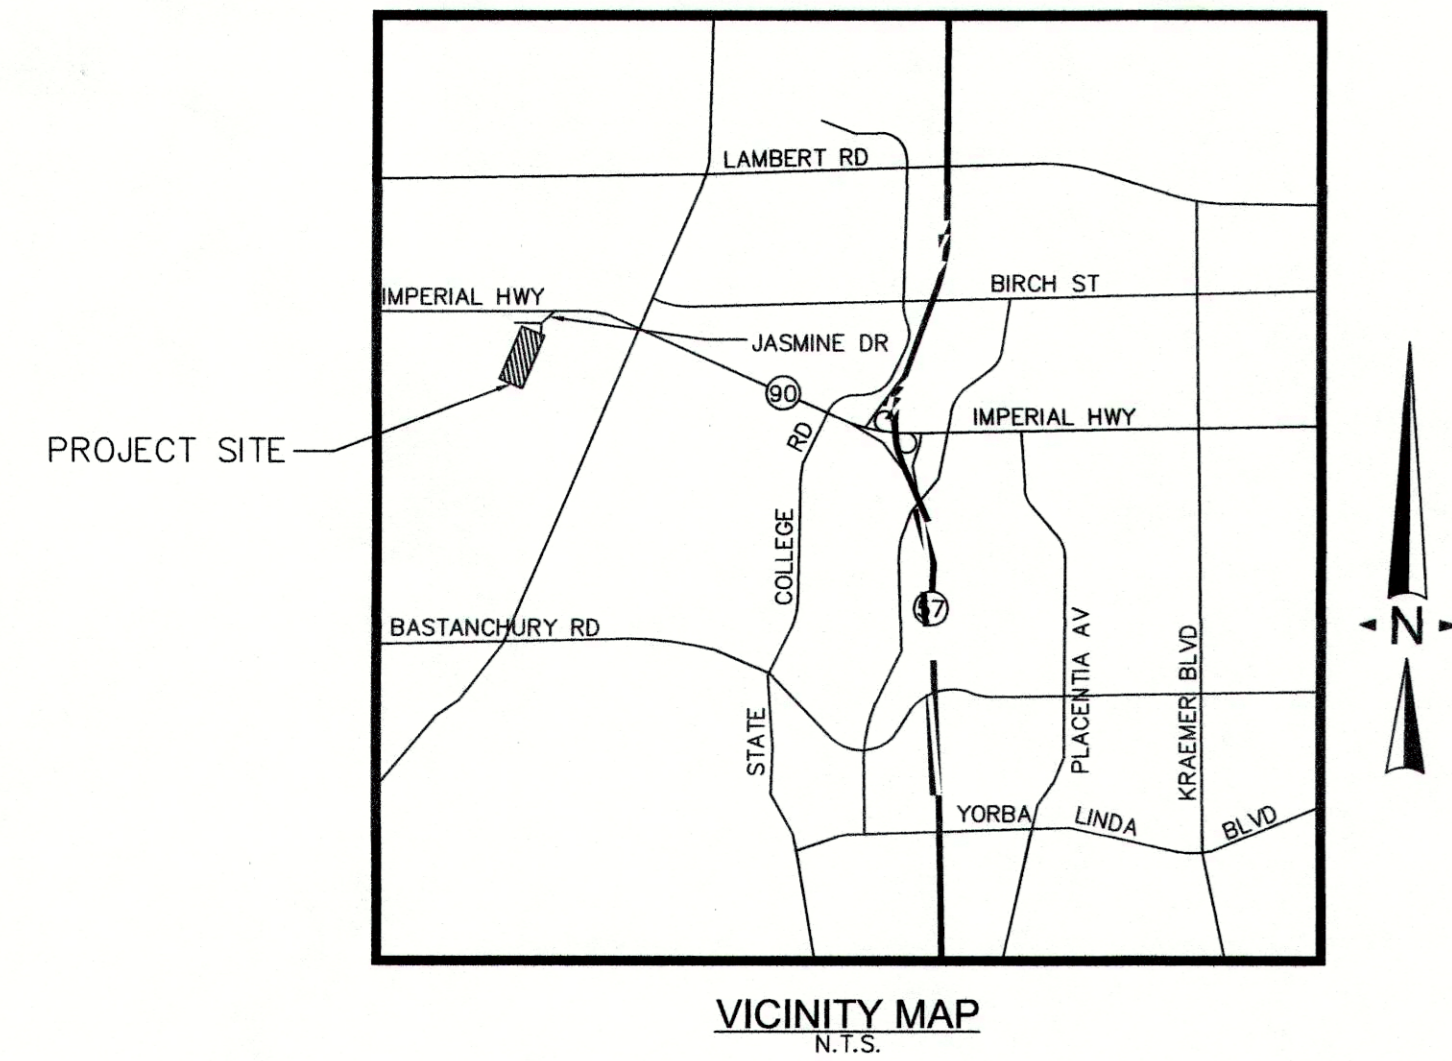 LAMBERT RD
BIRCH ST
IMPERIAL HWY
JASMINE DR
90
IMPERIAL HWY
PROJECT SITE
RD
COLLEGE
57
N
BASTANCHURY RD
PLACENTIA AV
KRAEMER BLVD
STATE
YORBA LINDA BLVD
VICINITY MAP
N.T.S.